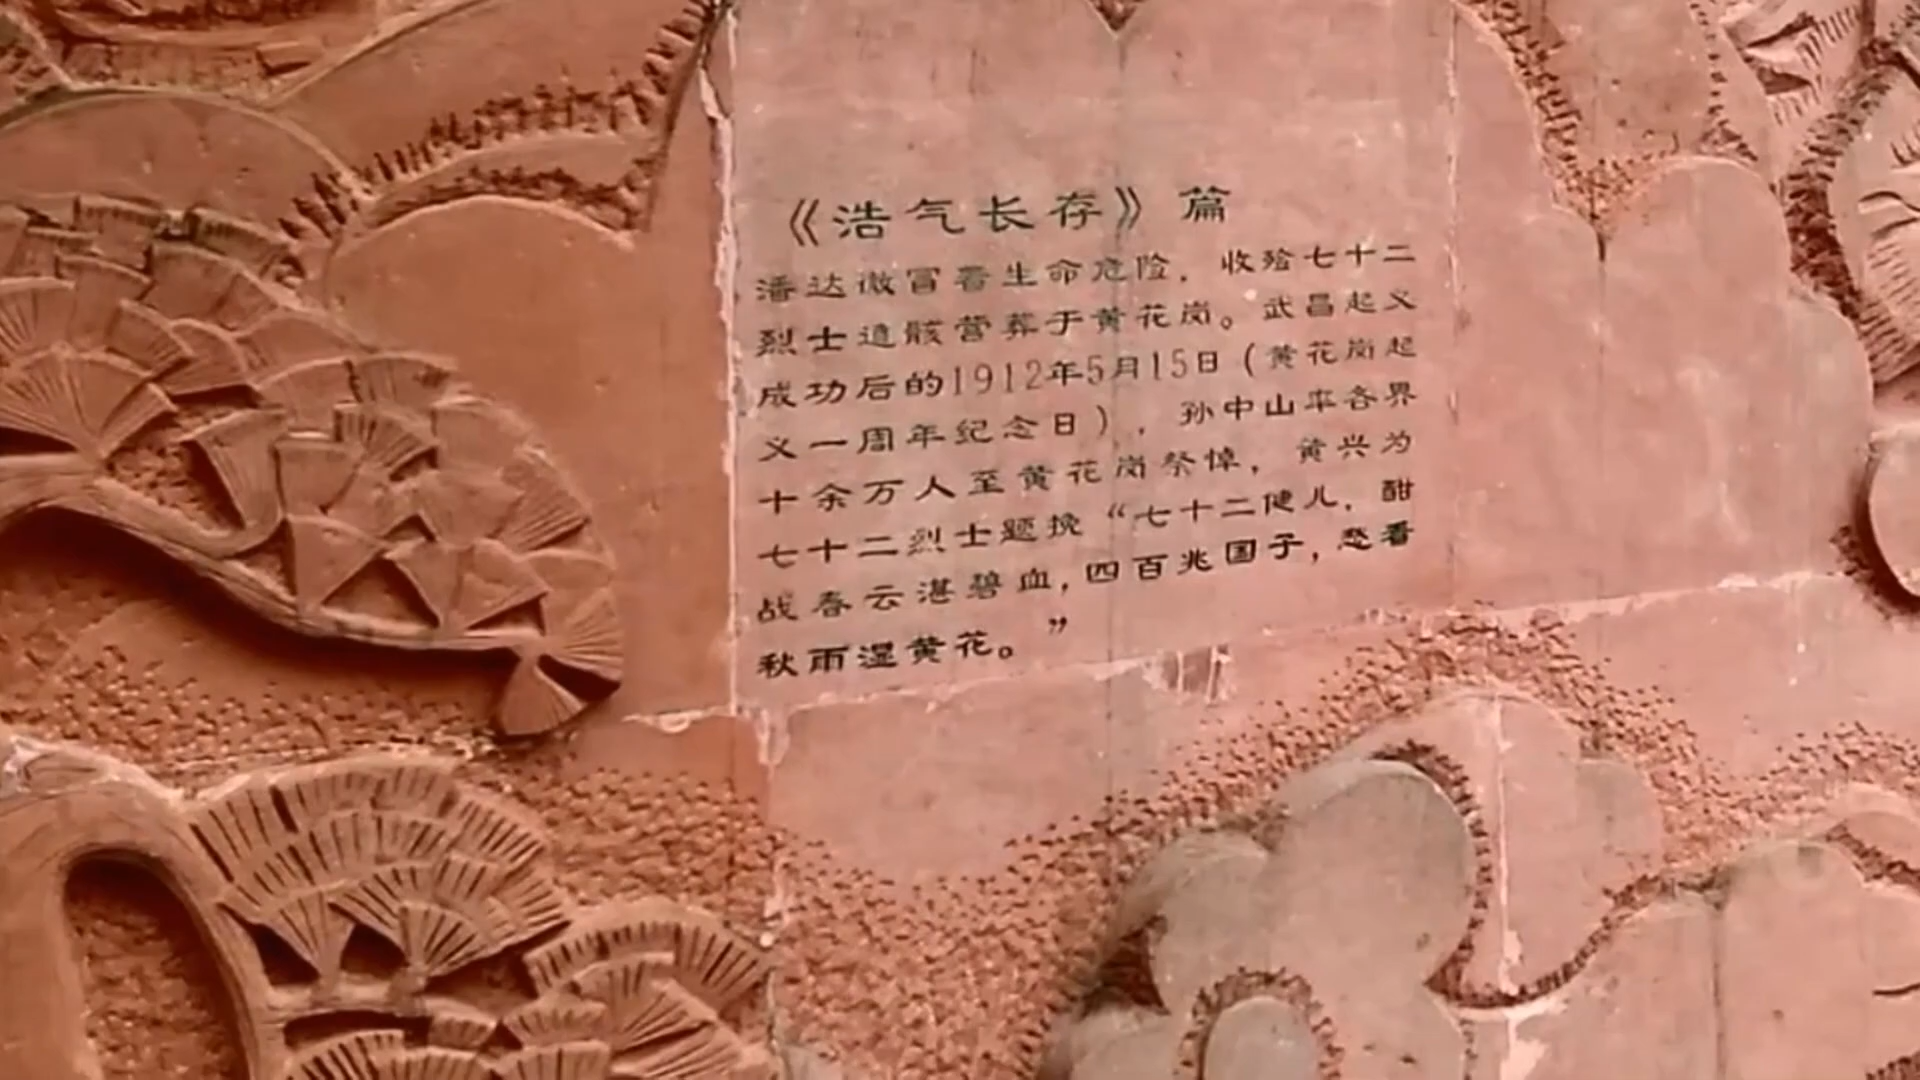 《浩气长存》篇
潘达微冒着生命危险，收殓七十二
烈士遗骸营葬于黄花岗。武昌起义
成功后的1912年5月15日（黄花岗起
义一周年纪念日），孙中山率各界
十余万人至黄花岗祭悼，黄兴为
七十二烈士题挽“七十二健儿，酣
战春云湛碧血，四百兆国子，愁看
秋雨湿黄花。”